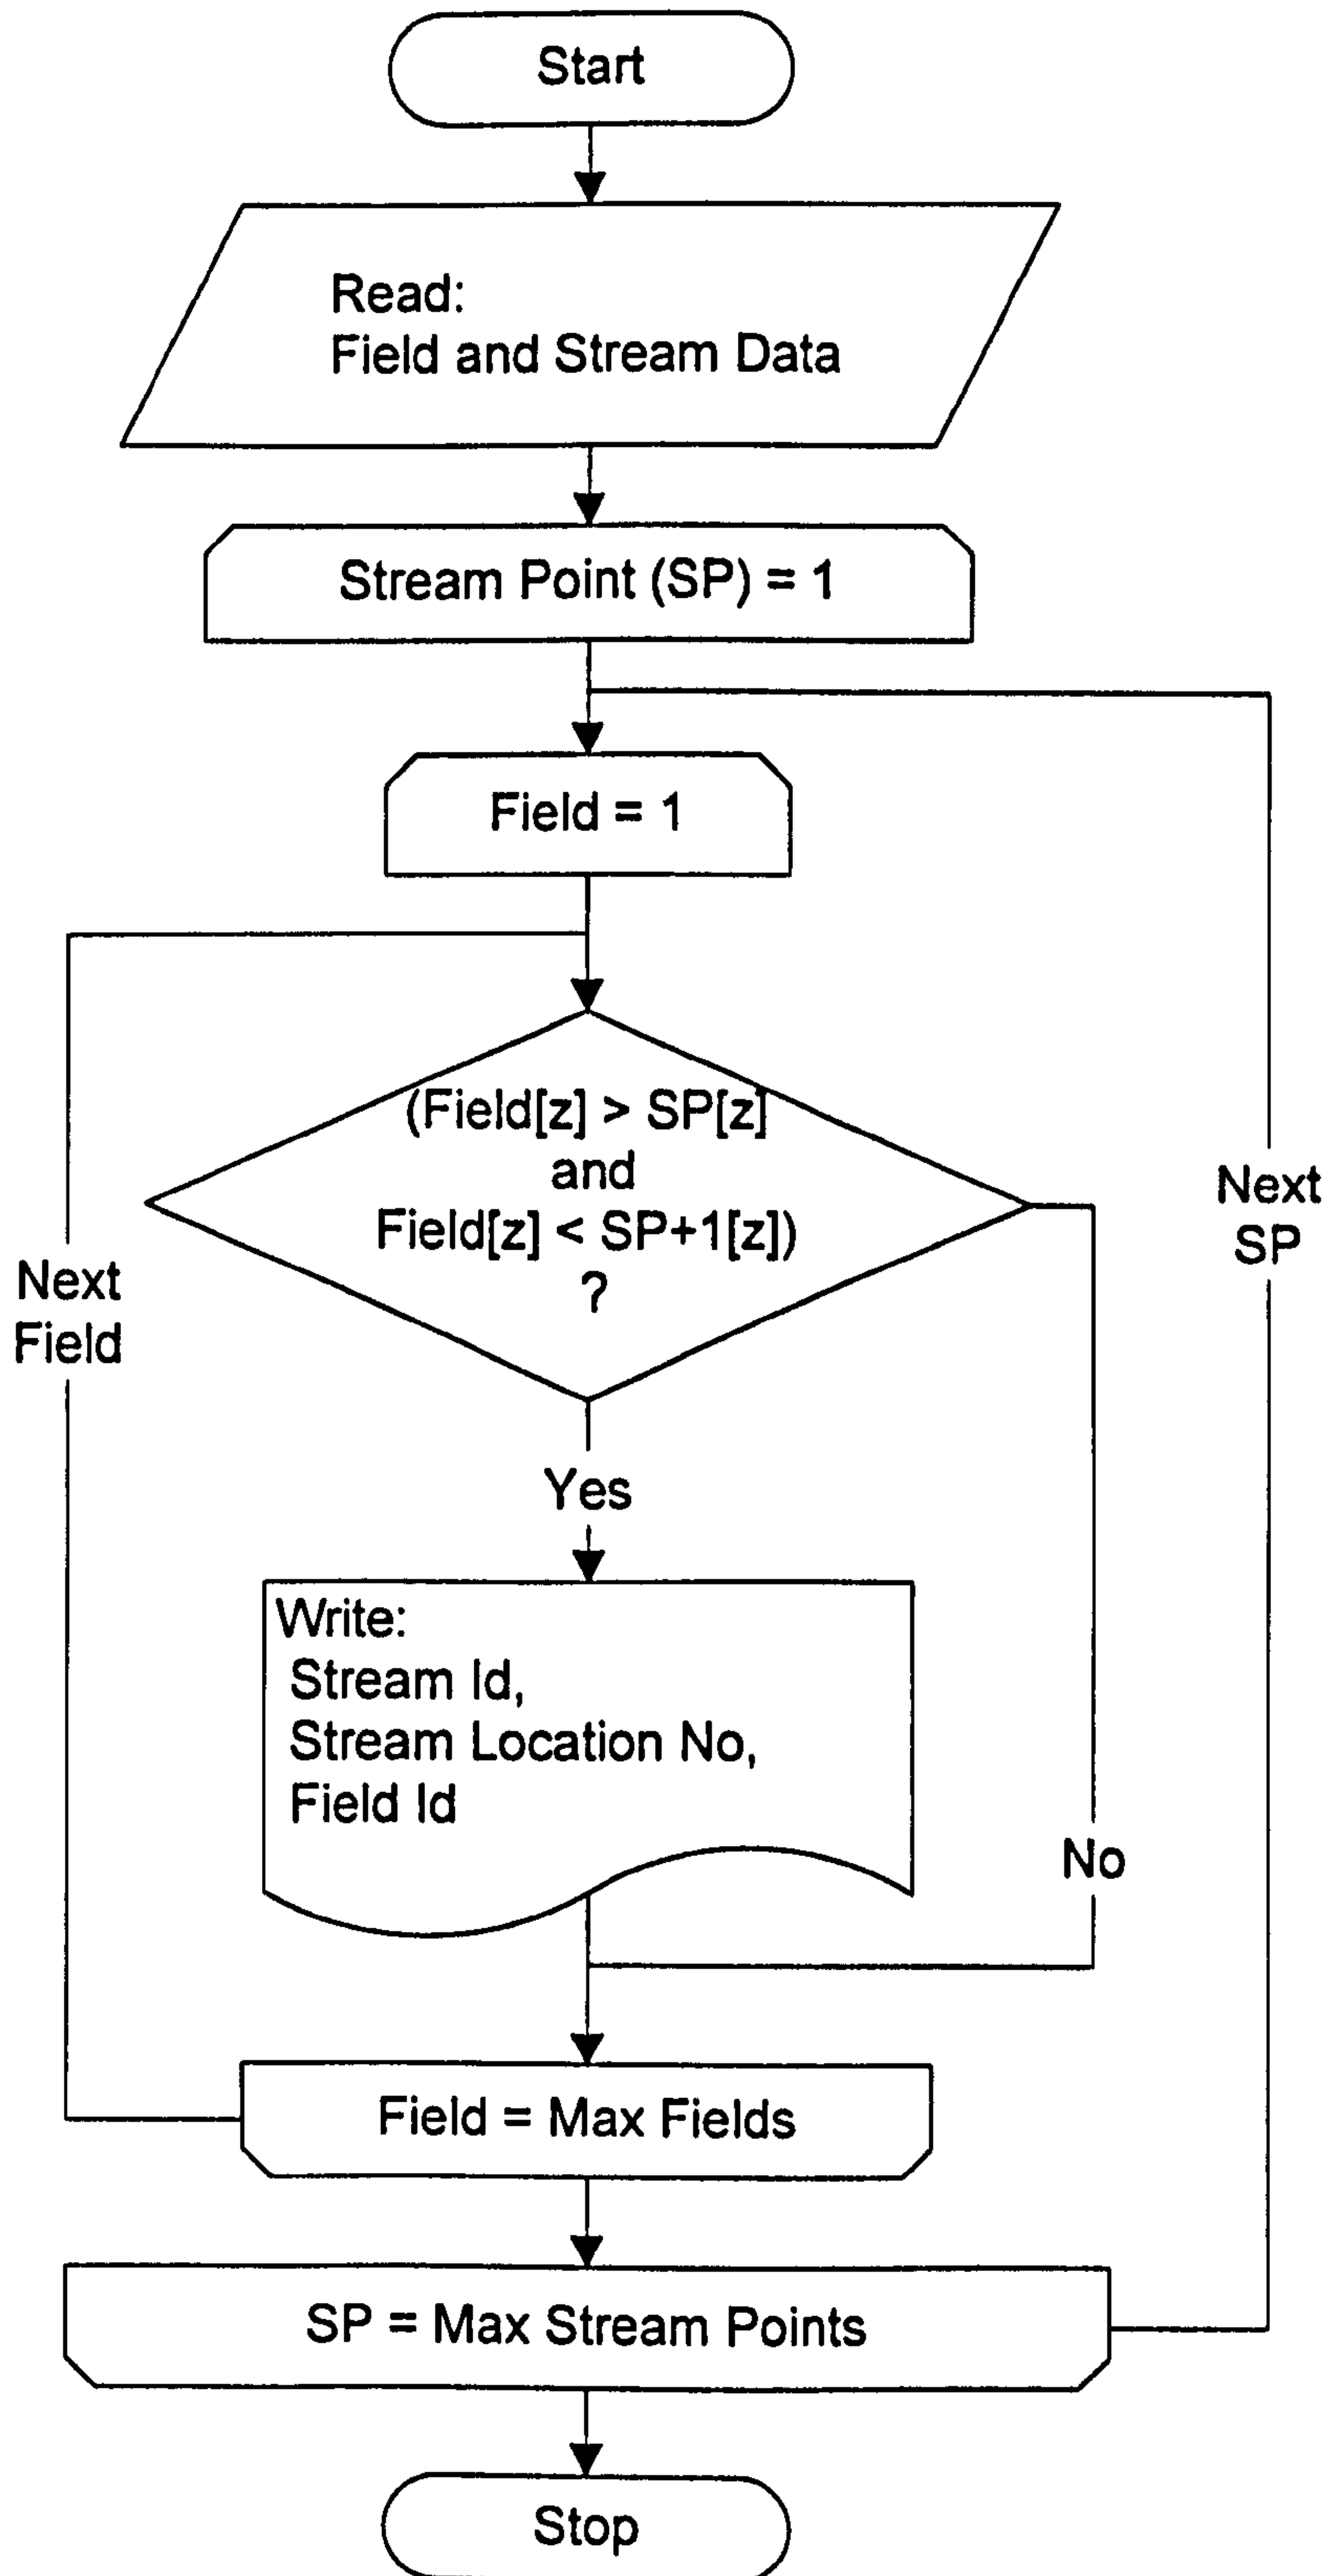 Start
Read:
Field and Stream Data
Stream Point (SP) = 1
Field = 1
(Field[z] > SP[z]
and
Field[z] < SP+1[z])
?
Next
SP
Next
Field
Yes
Write:
Stream Id,
Stream Location No,
Field Id
No
Field = Max Fields
SP = Max Stream Points
Stop